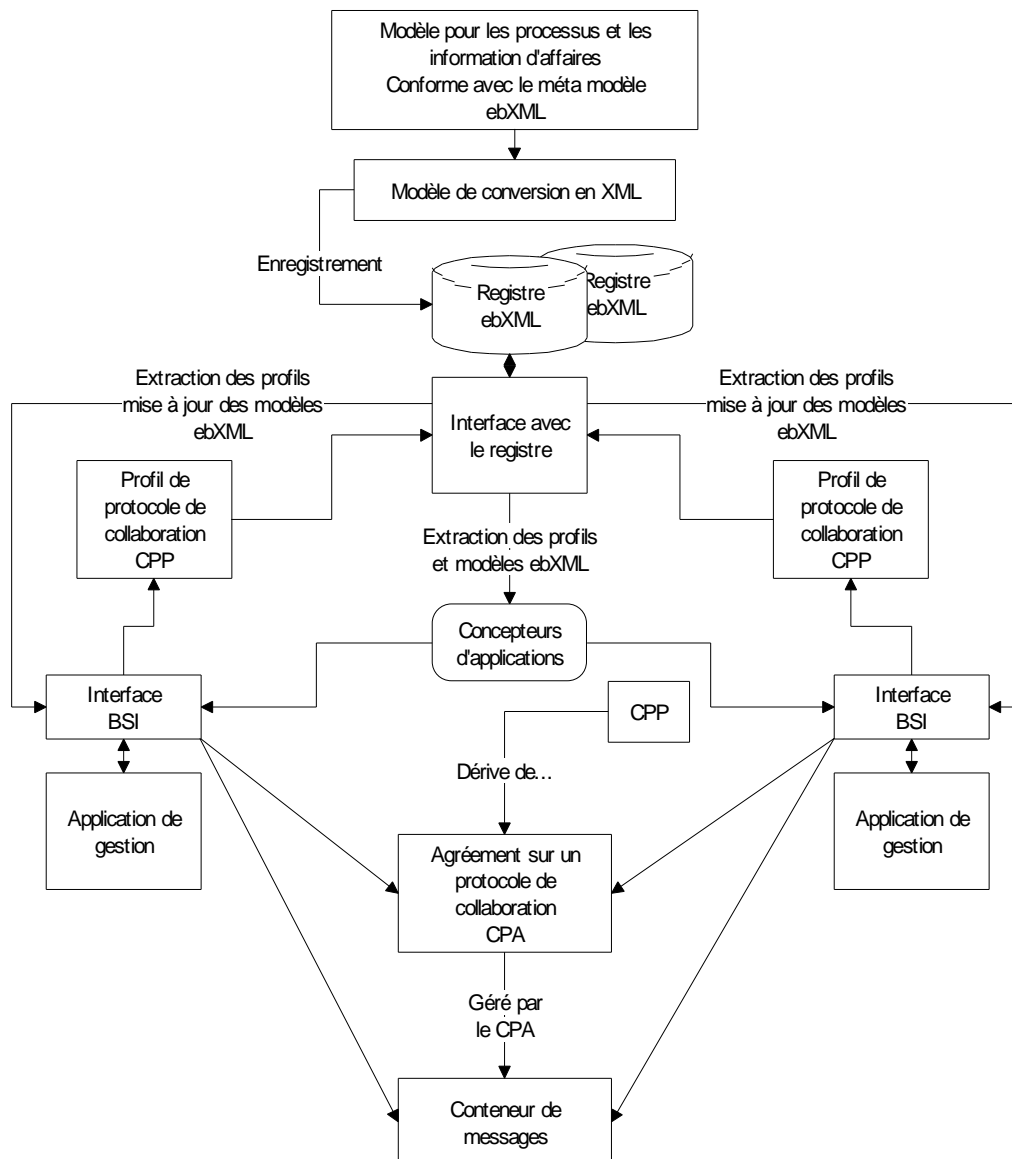 Modèle pour les processus et les
information d'affaires
Conforme avec le méta modèle
ebXML
Modèle de conversion en XML
Enregistrement
Registre
ebXML
Registre
ebXML
Extraction des profils
mise à jour des modèles
ebXML
Interface avec
le registre
Extraction des profils
mise à jour des modèles
ebXML
Profil de
protocole de
collaboration
CPP
Profil de
protocole de
collaboration
CPP
Extraction des profils
et modèles ebXML
Concepteurs
d'applications
Interface
BSI
CPP
Interface
BSI
Dérive de...
Application de
gestion
Application de
gestion
Agréement sur un
protocole de
collaboration
CPA
Géré par
le CPA
Conteneur de
messages